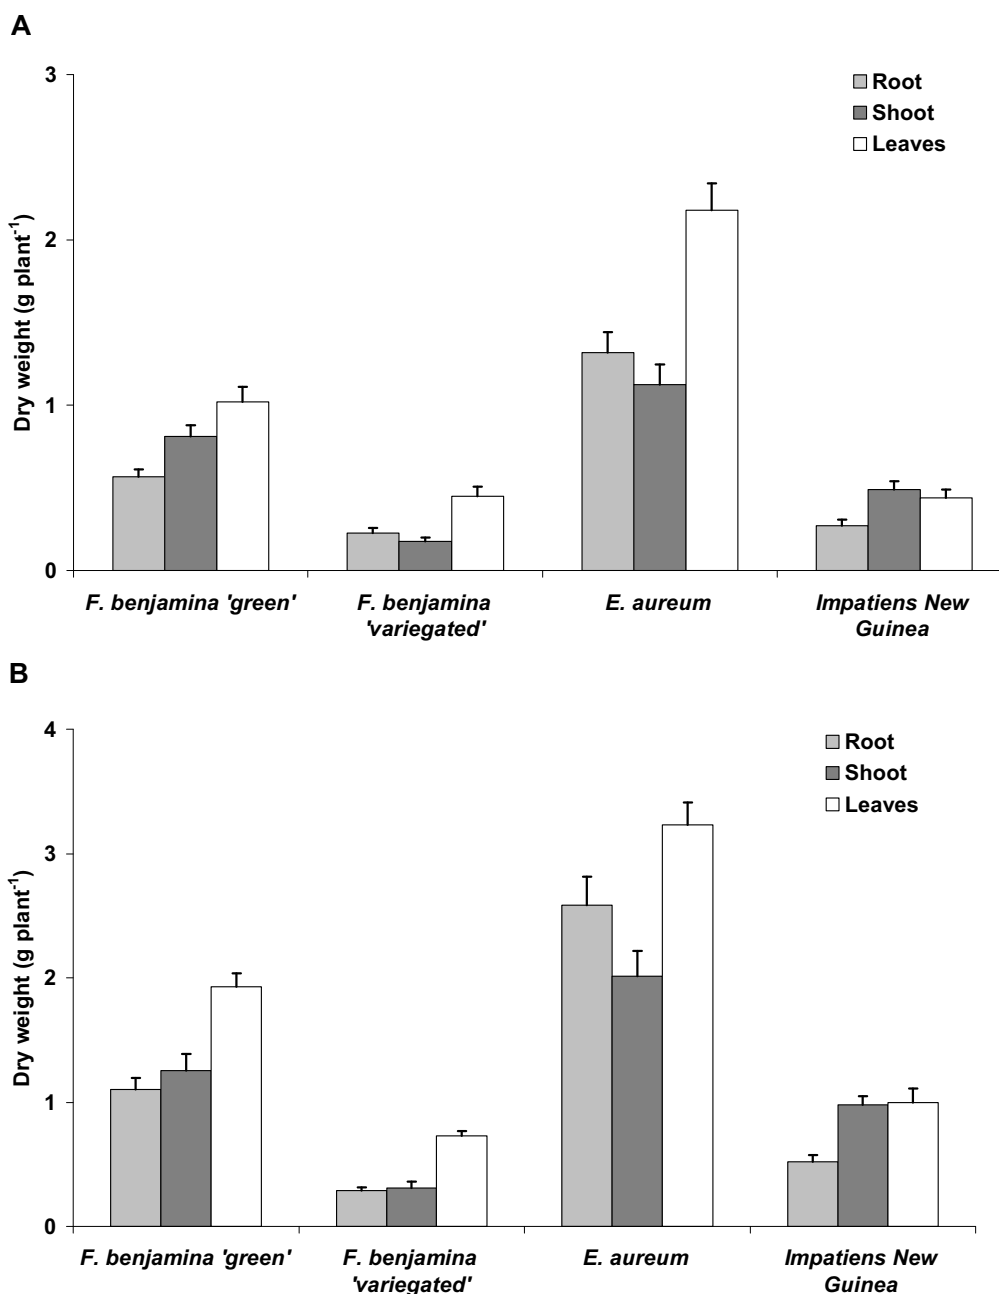 A
3
2
1
0
Dry weight (g plant⁻¹)
Root
Shoot
Leaves
F. benjamina 'green'
F. benjamina
'variegated'
E. aureum
Impatiens New
Guinea
B
4
3
2
1
0
Dry weight (g plant⁻¹)
Root
Shoot
Leaves
F. benjamina 'green'
F. benjamina
'variegated'
E. aureum
Impatiens New
Guinea